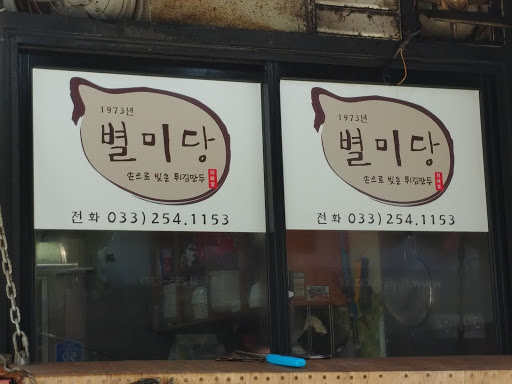 1973년
별미당
손으로 빚은 튀김만두
전화 033)254.1153
1973년
별미당
손으로 빚은 튀김만두
전화 033)254.1153